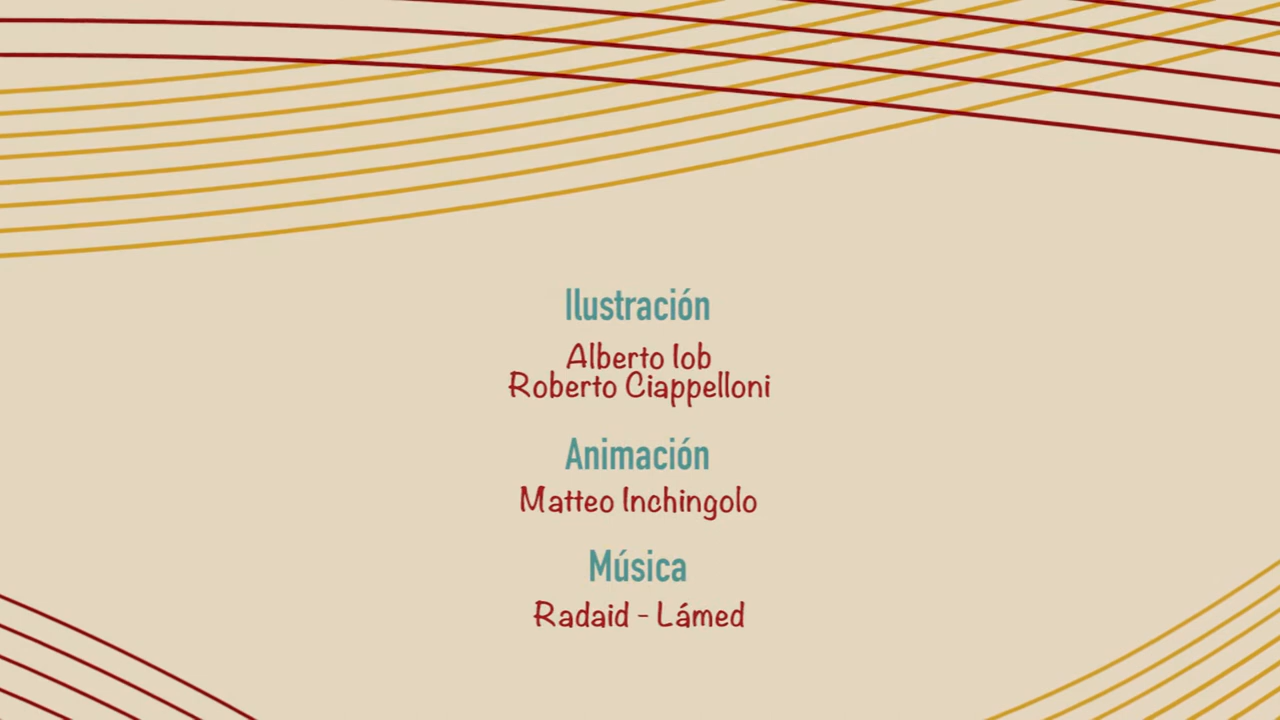 Ilustración
Alberto Iob
Roberto Ciappelloni
Animación
Matteo Inchingolo
Música
Radaid - Lámed